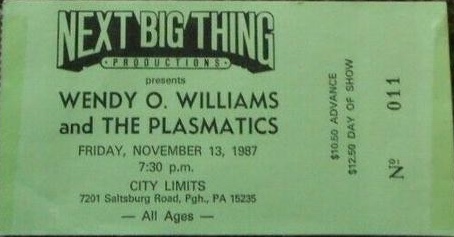 NEXT BIG THING
• PRODUCTIONS •
presents
WENDY O. WILLIAMS
and THE PLASMATICS
FRIDAY, NOVEMBER 13, 1987
7:30 p.m.
CITY LIMITS
7201 Saltsburg Road, Pgh., PA 15235
— All Ages —
$10.50 ADVANCE
$12.50 DAY OF SHOW
Nº 011